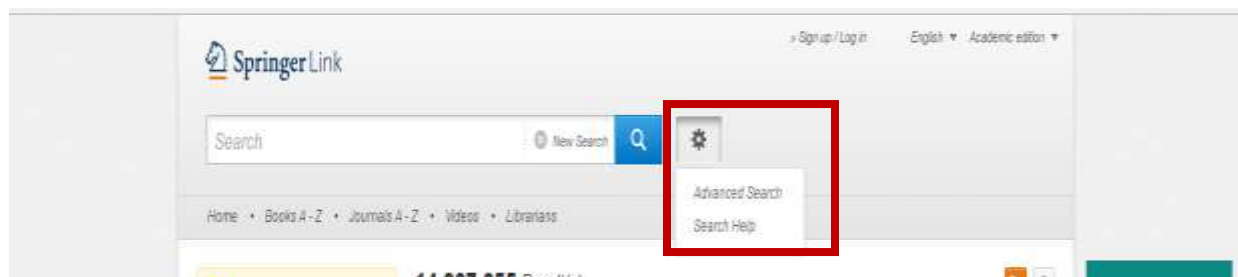 » Sign up / Log in English ▼ Academic edition ▼
Springer Link
Search New Search
Advanced Search
Home • Books A - Z • Journals A - Z • Videos • Librarians
Search Help